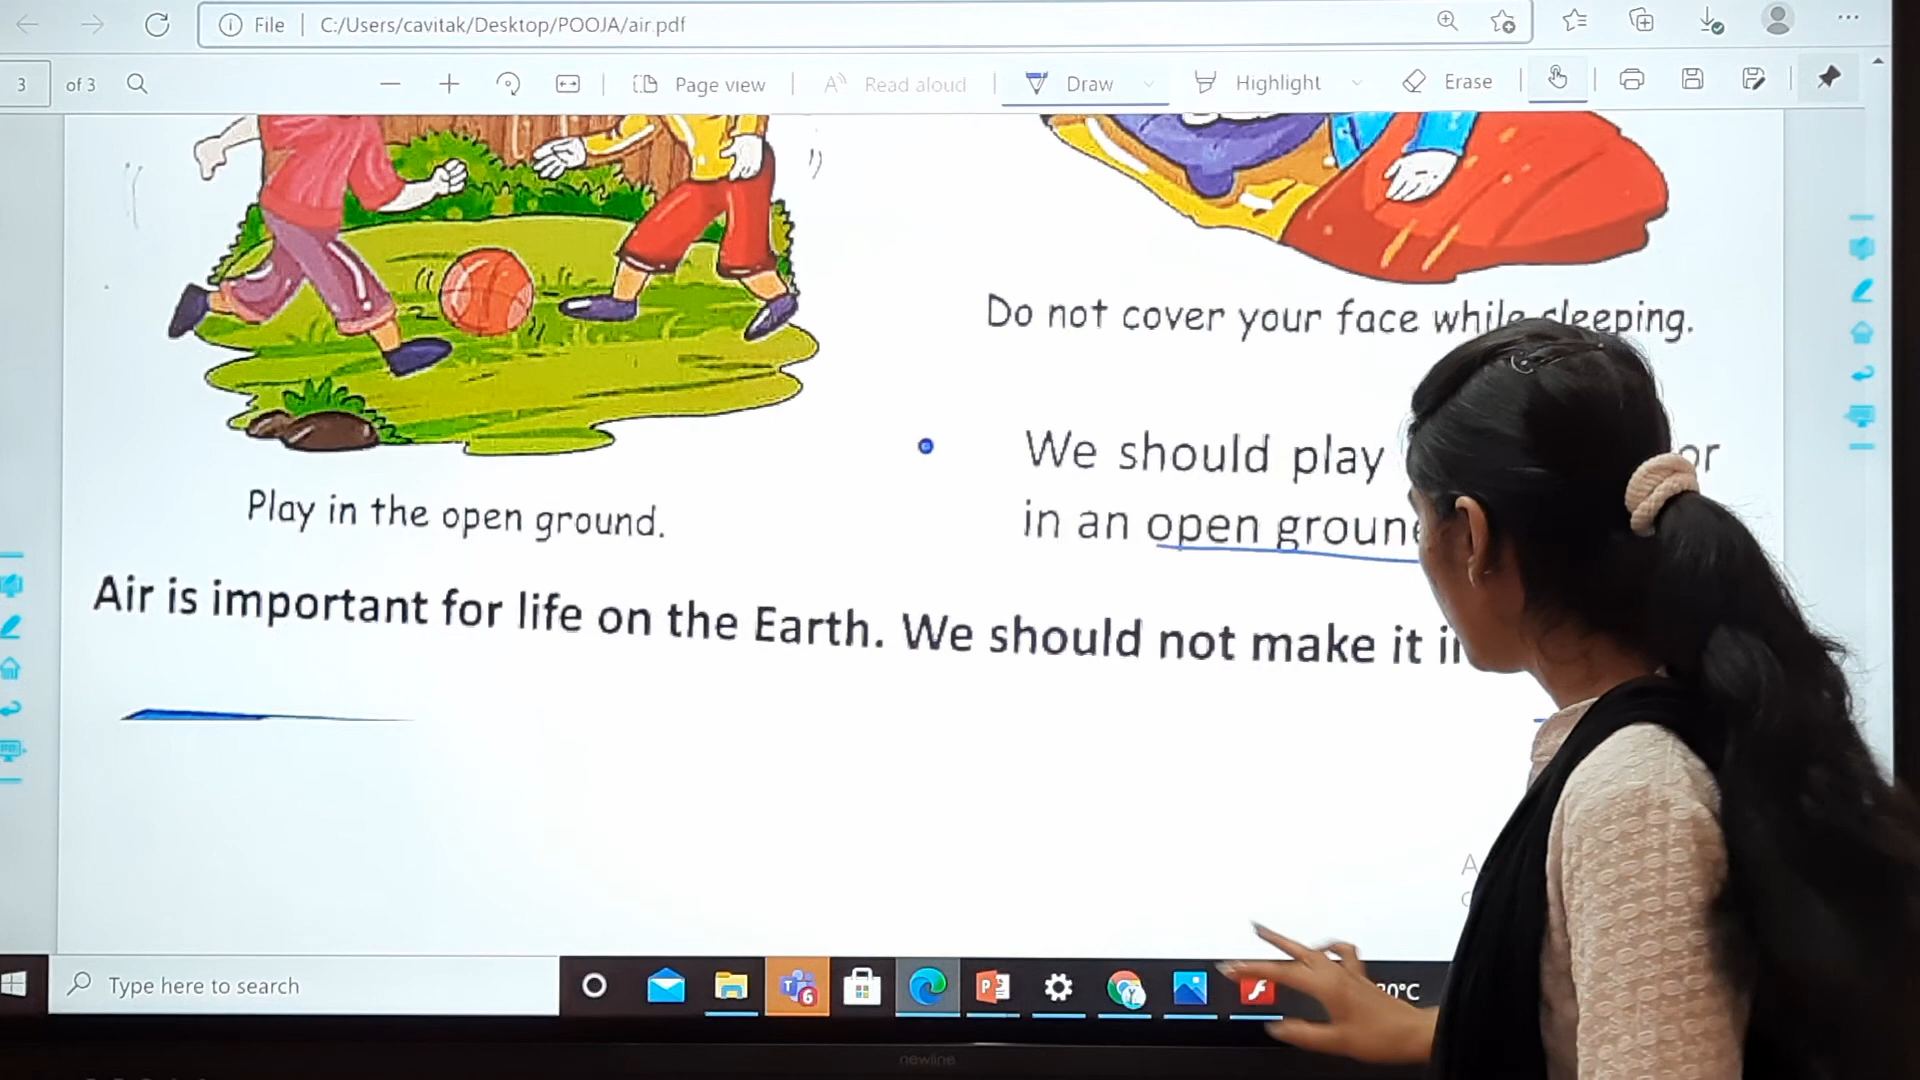 File C:/Users/cavitak/Desktop/POOJA/air.pdf
3 of 3 Page view Read aloud Draw Highlight Erase
Do not cover your face while sleeping.
We should play
or
in an open
Play in the open ground.
Air is important for life on the Earth. We should not make it
Type here to search
newline